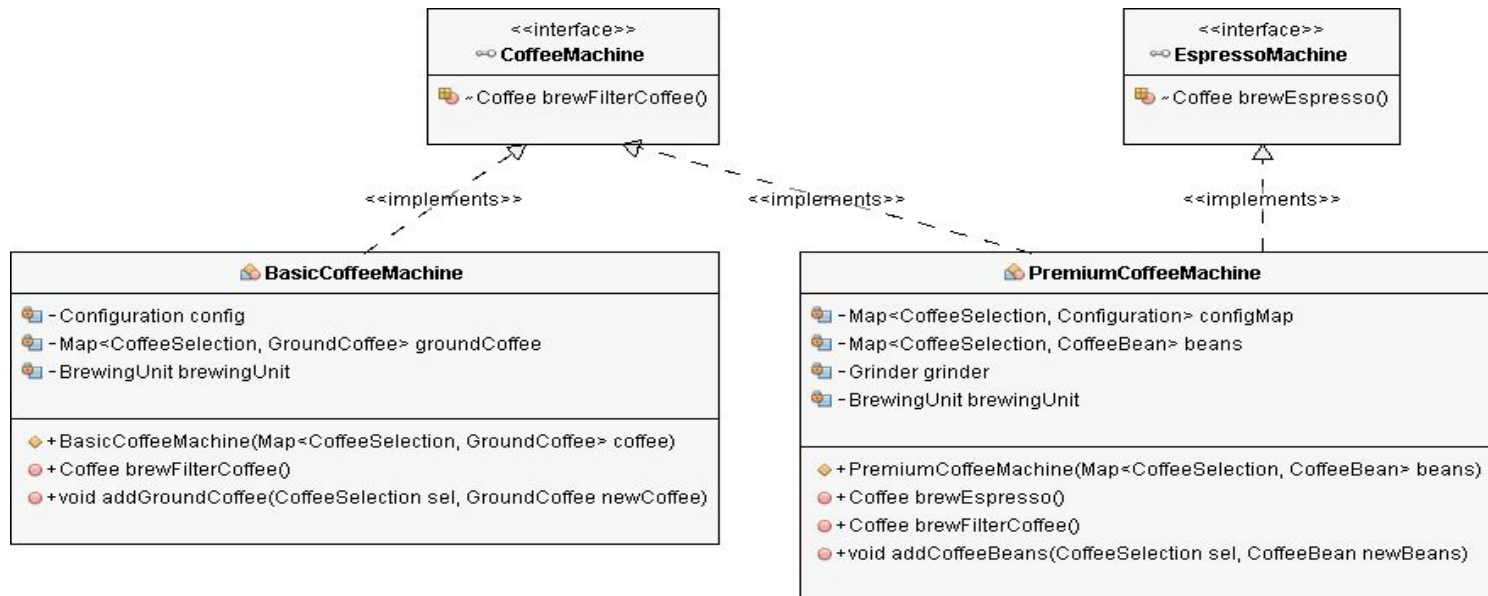 <<interface>>
CoffeeMachine
~Coffee brewFilterCoffee()
<<interface>>
EspressoMachine
~Coffee brewEspresso()
<<implements>>
<<implements>>
<<implements>>
BasicCoffeeMachine
-Configuration config
-Map<CoffeeSelection, GroundCoffee> groundCoffee
-BrewingUnit brewingUnit
+BasicCoffeeMachine(Map<CoffeeSelection, GroundCoffee> coffee)
+Coffee brewFilterCoffee()
+void addGroundCoffee(CoffeeSelection sel, GroundCoffee newCoffee)
PremiumCoffeeMachine
-Map<CoffeeSelection, Configuration> configMap
-Map<CoffeeSelection, CoffeeBean> beans
-Grinder grinder
-BrewingUnit brewingUnit
+PremiumCoffeeMachine(Map<CoffeeSelection, CoffeeBean> beans)
+Coffee brewEspresso()
+Coffee brewFilterCoffee()
+void addCoffeeBeans(CoffeeSelection sel, CoffeeBean newBeans)